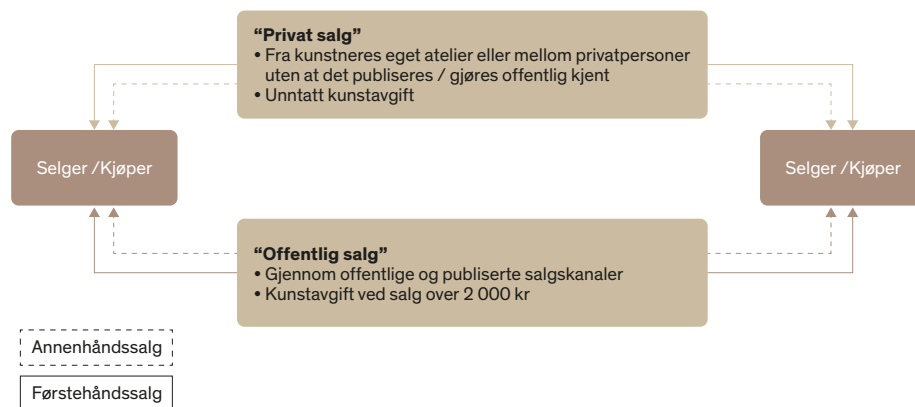 “Privat salg”
• Fra kunstneres eget atelier eller mellom privatpersoner
uten at det publiseres / gjøres offentlig kjent
• Unntatt kunstavgift
Selger /Kjøper
Selger /Kjøper
“Offentlig salg”
• Gjennom offentlige og publiserte salgskanaler
• Kunstavgift ved salg over 2 000 kr
Annenhåndssalg
Førstehåndssalg